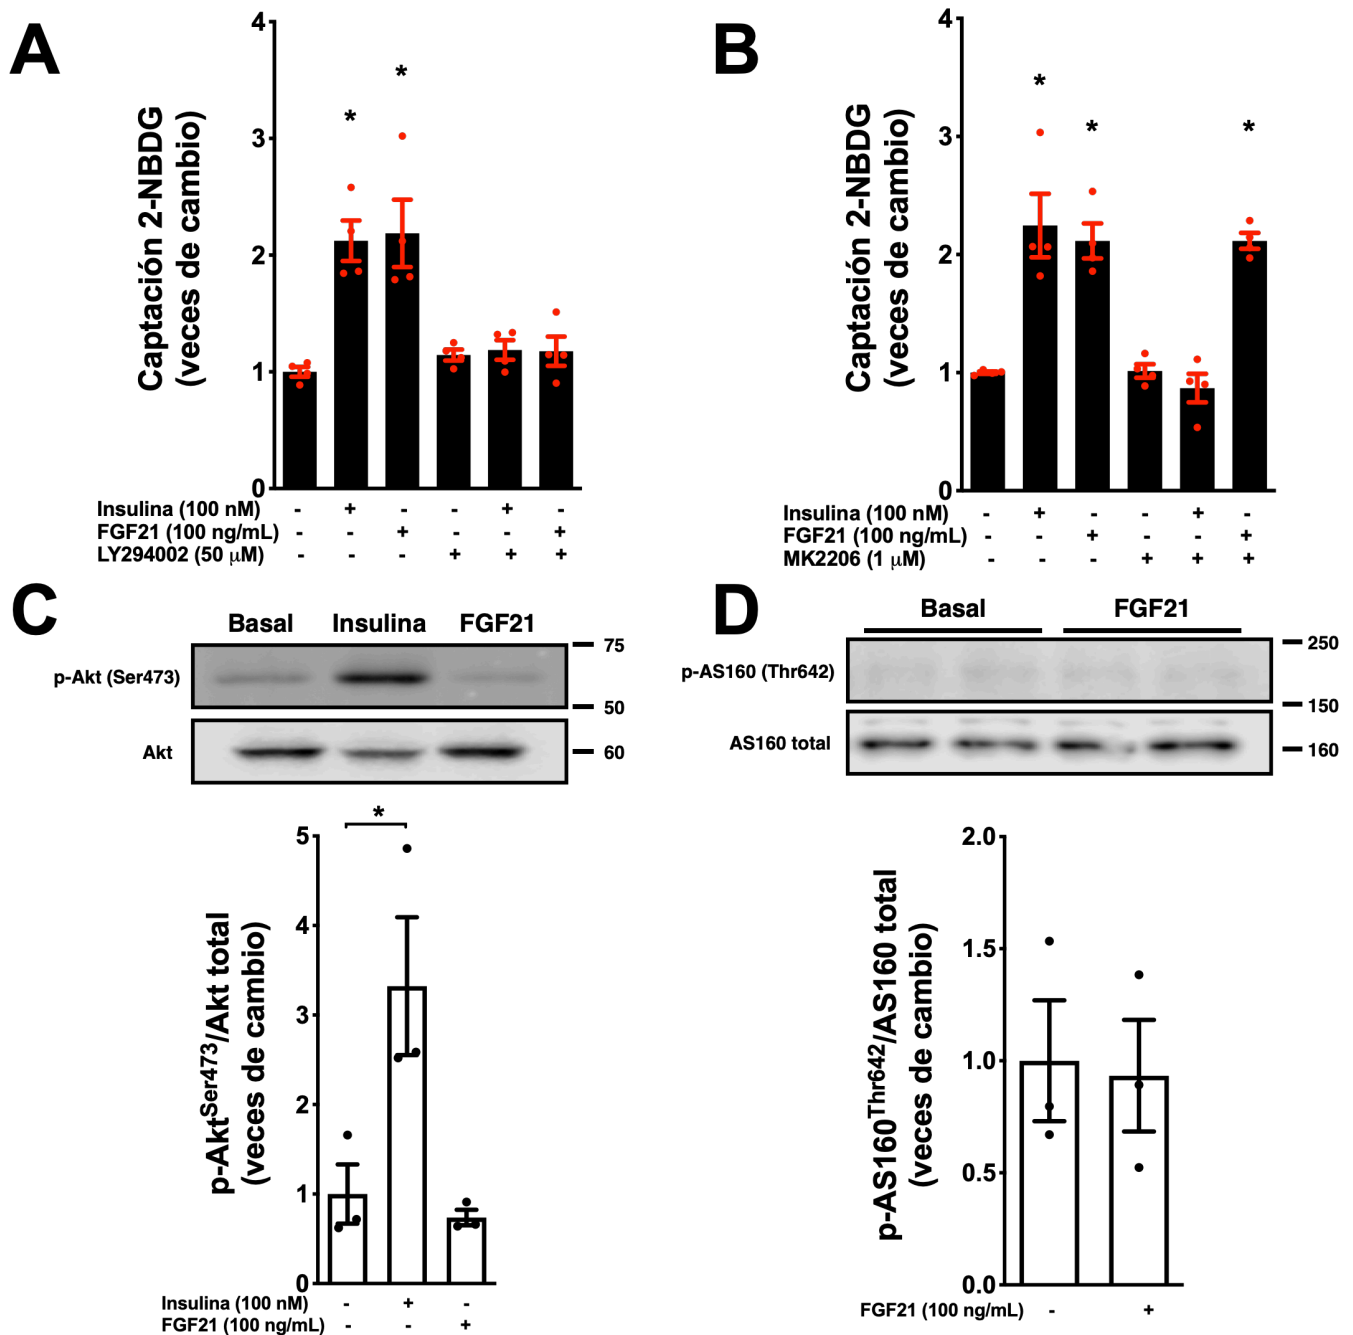 A
Captación 2-NBDG
(veces de cambio)
4
3
2
1
0
* *
Insulina (100 nM) - + - - + -
FGF21 (100 ng/mL) - - + - - +
LY294002 (50 μM) - - - + + +
B
Captación 2-NBDG
(veces de cambio)
4
3
2
1
0
* * *
Insulina (100 nM) - + - - + -
FGF21 (100 ng/mL) - - + - - +
MK2206 (1 μM) - - - + + +
C
Basal Insulina FGF21
p-Akt (Ser473)
75
50
Akt
60
p-Akt^Ser473/Akt total
(veces de cambio)
5
4
3
2
1
0
*
Insulina (100 nM) - + -
FGF21 (100 ng/mL) - - +
D
Basal FGF21
p-AS160 (Thr642)
250
150
AS160 total
160
p-AS160^Thr642/AS160 total
(veces de cambio)
2.0
1.5
1.0
0.5
0.0
FGF21 (100 ng/mL) - +